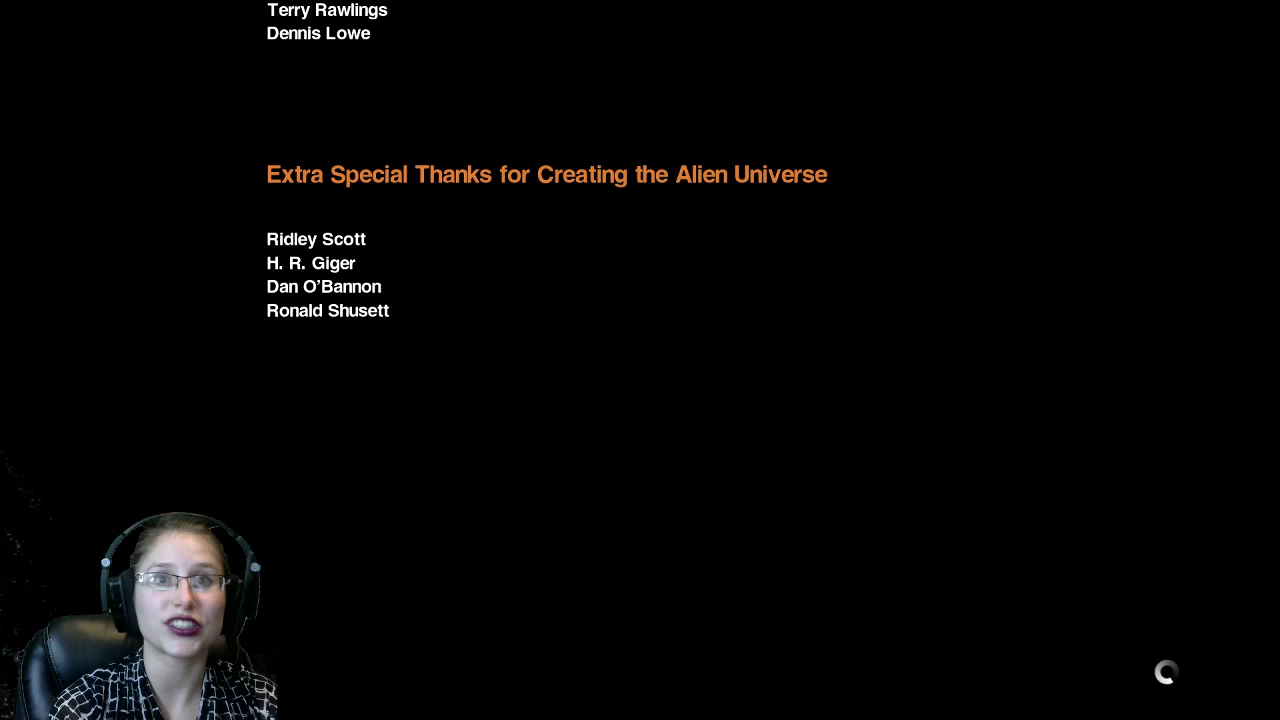 Terry Rawlings
Dennis Lowe
Extra Special Thanks for Creating the Alien Universe
Ridley Scott
H. R. Giger
Dan O’Bannon
Ronald Shusett